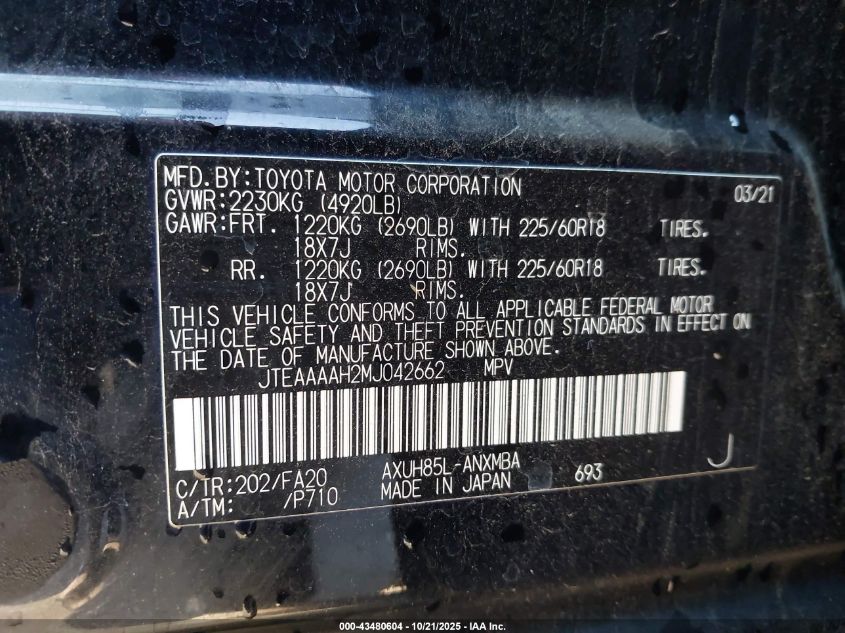 MFD.BY:TOYOTA MOTOR CORPORATION 03/21
GVWR:2230KG (4920LB)
GAWR:FRT. 1220KG (2690LB) WITH 225/60R18 TIRES.
18X7J RIMS.
RR. 1220KG (2690LB) WITH 225/60R18 TIRES.
18X7J RIMS.
THIS VEHICLE CONFORMS TO ALL APPLICABLE FEDERAL MOTOR
VEHICLE SAFETY AND THEFT PREVENTION STANDARDS IN EFFECT ON
THE DATE OF MANUFACTURE SHOWN ABOVE.
JTEAAAAH2MJ042662 MPV
C/IR:202/FA20 AXUH85L-ANXMBA 693 J
A/TM: /P710 MADE IN JAPAN
000-43480604 - 10/21/2025 - IAA Inc.